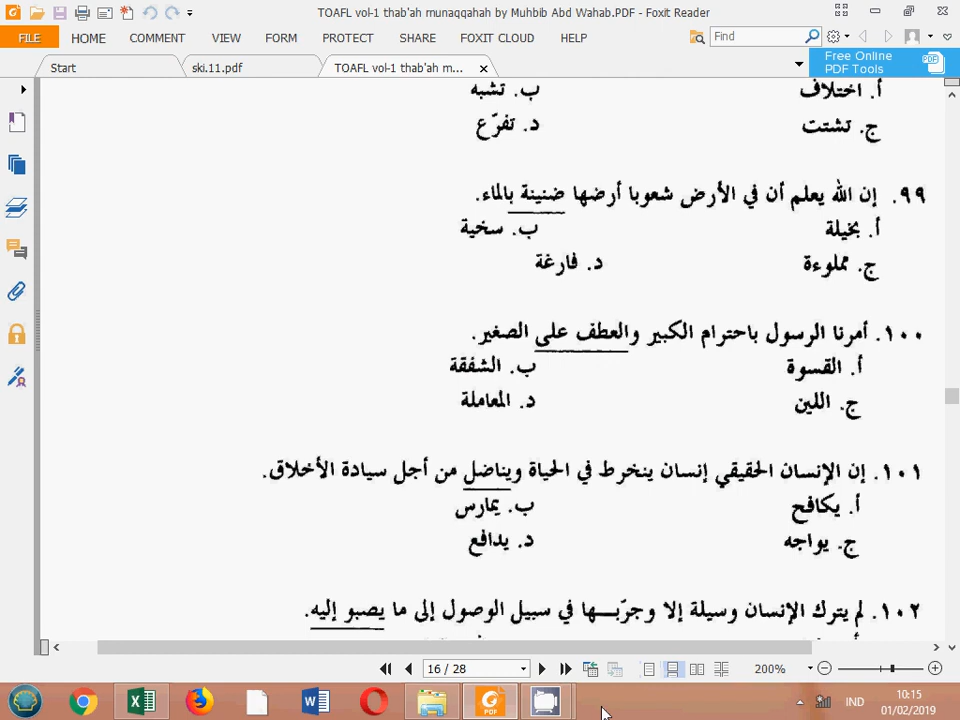 TOAFL vol-1 thab'ah munaqqahah by Muhbib Abd Wahab.PDF - Foxit Reader
FILE HOME COMMENT VIEW FORM PROTECT SHARE FOXIT CLOUD HELP Find
Start ski.11.pdf TOAFL vol-1 thab'ah m... Free Online PDF Tools
أ. اختلاف ب. تشبه
ج. تشتت د. تفرّع
٩٩. إن الله يعلم أن في الأرض شعوبا أرضها ضنينة بالماء.
أ. بخيلة ب. سخية
ج. مملوءة د. فارغة
١٠٠. أمرنا الرسول باحترام الكبير والعطف على الصغير.
أ. القسوة ب. الشفقة
ج. اللين د. المعاملة
١٠١. إن الإنسان الحقيقي إنسان ينخرط في الحياة ويناضل من أجل سيادة الأخلاق.
أ. يكافح ب. يمارس
ج. يواجه د. يدافع
١٠٢. لم يترك الإنسان وسيلة إلا وجرّبـــها في سبيل الوصول إلى ما يصبو إليه.
16 / 28 200%
IND 10:15
01/02/2019